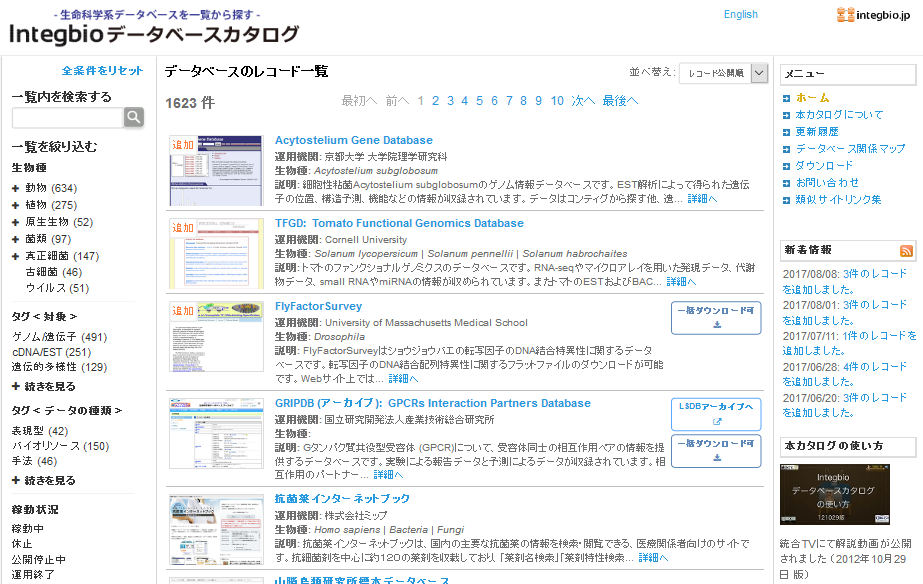 - 生命科学系データベースを一覧から探す -
Integbioデータベースカタログ
English
integbio.jp
全条件をリセット
一覧内を検索する
一覧を絞り込む
生物種
動物 (634)
植物 (275)
原生生物 (52)
菌類 (97)
真正細菌 (147)
古細菌 (46)
ウイルス (51)
タグ < 対象 >
ゲノム/遺伝子 (491)
cDNA/EST (251)
遺伝的多様性 (129)
+ 続きを見る
タグ < データの種類 >
表現型 (42)
バイオリソース (150)
手法 (46)
+ 続きを見る
稼動状況
稼動中
休止
公開停止中
運用終了
データベースのレコード一覧
並べ替え: レコード公開順
1623 件
最初へ 前へ 1 2 3 4 5 6 7 8 9 10 次へ 最後へ
追加
Acytostelium Gene Database
運用機関: 京都大学 大学院理学研究科
生物種: Acytostelium subglobosum
説明: 細胞性粘菌Acytostelium subglobosumのゲノム情報データベースです。EST解析によって得られた遺伝
子の位置、構造予測、機能などの情報が収録されています。データはコンティグから探す他、遺... 詳細へ
追加
TFGD: Tomato Functional Genomics Database
運用機関: Cornell University
生物種: Solanum lycopersicum | Solanum pennellii | Solanum habrochaites
説明: トマトのファンクショナルゲノミクスのデータベースです。RNA-seqやマイクロアレイを用いた発現データ、代謝
物データ、small RNAやmiRNAの情報が収められています。またトマトのESTおよびBAC... 詳細へ
追加
FlyFactorSurvey
運用機関: University of Massachusetts Medical School
生物種: Drosophila
説明: FlyFactorSurveyはショウジョウバエの転写因子のDNA結合特異性に関するデータ
ベースです。転写因子のDNA結合配列特異性に関するフラットファイルのダウンロードが可能
です。Webサイト上では... 詳細へ
一括ダウンロード可
GRIPDB (アーカイブ): GPCRs Interaction Partners Database
運用機関: 国立研究開発法人産業技術総合研究所
生物種:
説明: Gタンパク質共役型受容体 (GPCR)について、受容体同士の相互作用ペアの情報を提
供するデータベースです。実験による報告データと予測によるデータが収録されています。相
互作用のパートナー... 詳細へ
LSDBアーカイブへ
一括ダウンロード可
抗菌薬インターネットブック
運用機関: 株式会社ミップ
生物種: Homo sapiens | Bacteria | Fungi
説明: 抗菌薬インターネットブックは、国内の主要な抗菌薬の情報を検索・閲覧できる、医療関係者向けのサイトで
す。抗細菌剤を中心に約120の薬剤を収載しており「薬剤名検索」「薬剤特性検索... 詳細へ
山階鳥類研究所標本データベース
メニュー
ホーム
本カタログについて
更新履歴
データベース関係マップ
ダウンロード
お問い合わせ
類似サイトリンク集
新着情報
2017/08/08: 3件のレコード
を追加しました。
2017/08/01: 3件のレコード
を追加しました。
2017/07/11: 1件のレコードを
追加しました。
2017/06/28: 4件のレコード
を追加しました。
2017/06/20: 3件のレコード
を追加しました。
本カタログの使い方
Integbio
データベースカタログ
の使い方
121029版
統合TVにて解説動画が公開
されました (2012年10月29
日 版)